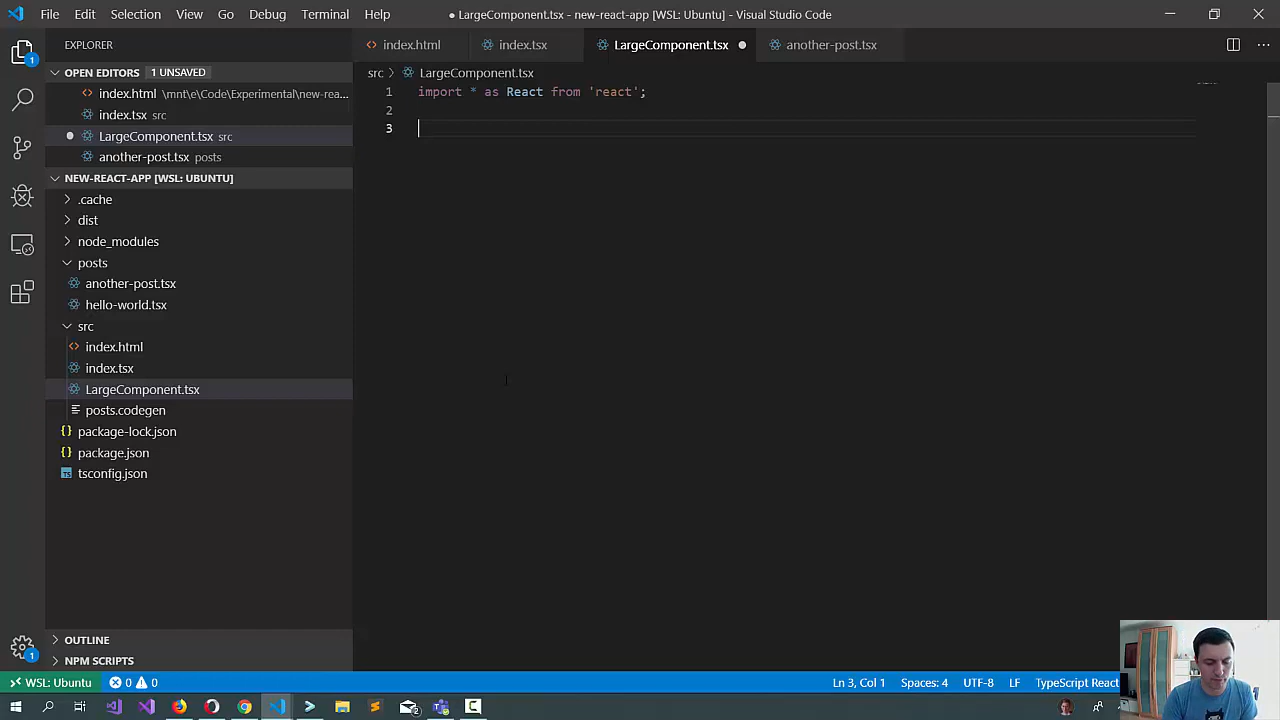 File Edit Selection View Go Debug Terminal Help
● LargeComponent.tsx - new-react-app [WSL: Ubuntu] - Visual Studio Code
EXPLORER
index.html
index.tsx
LargeComponent.tsx
another-post.tsx
OPEN EDITORS 1 UNSAVED
index.html \mnt\e\Code\Experimental\new-rea...
index.tsx src
LargeComponent.tsx src
another-post.tsx posts
NEW-REACT-APP [WSL: UBUNTU]
.cache
dist
node_modules
posts
another-post.tsx
hello-world.tsx
src
index.html
index.tsx
LargeComponent.tsx
posts.codegen
package-lock.json
package.json
tsconfig.json
OUTLINE
NPM SCRIPTS
src > LargeComponent.tsx
1 import * as React from 'react';
2
3
1
1
WSL: Ubuntu 0 0
Ln 3, Col 1 Spaces: 4 UTF-8 LF TypeScript React